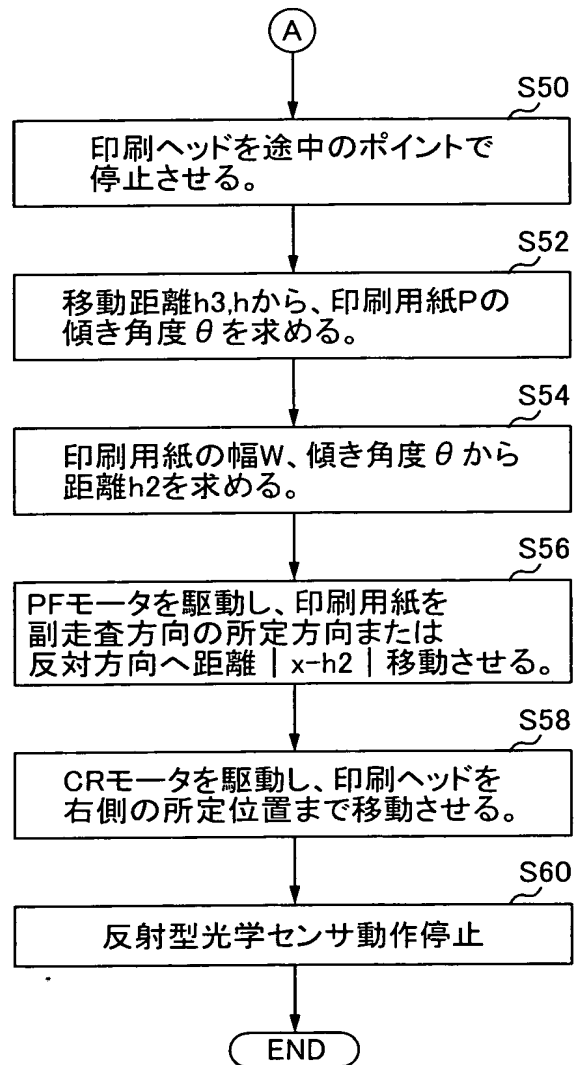 A
S50
印刷ヘッドを途中のポイントで
停止させる。
S52
移動距離h3,hから、印刷用紙Pの
傾き角度θを求める。
S54
印刷用紙の幅W、傾き角度θから
距離h2を求める。
S56
PFモータを駆動し、印刷用紙を
副走査方向の所定方向または
反対方向へ距離｜x-h2｜移動させる。
S58
CRモータを駆動し、印刷ヘッドを
右側の所定位置まで移動させる。
S60
反射型光学センサ動作停止
END